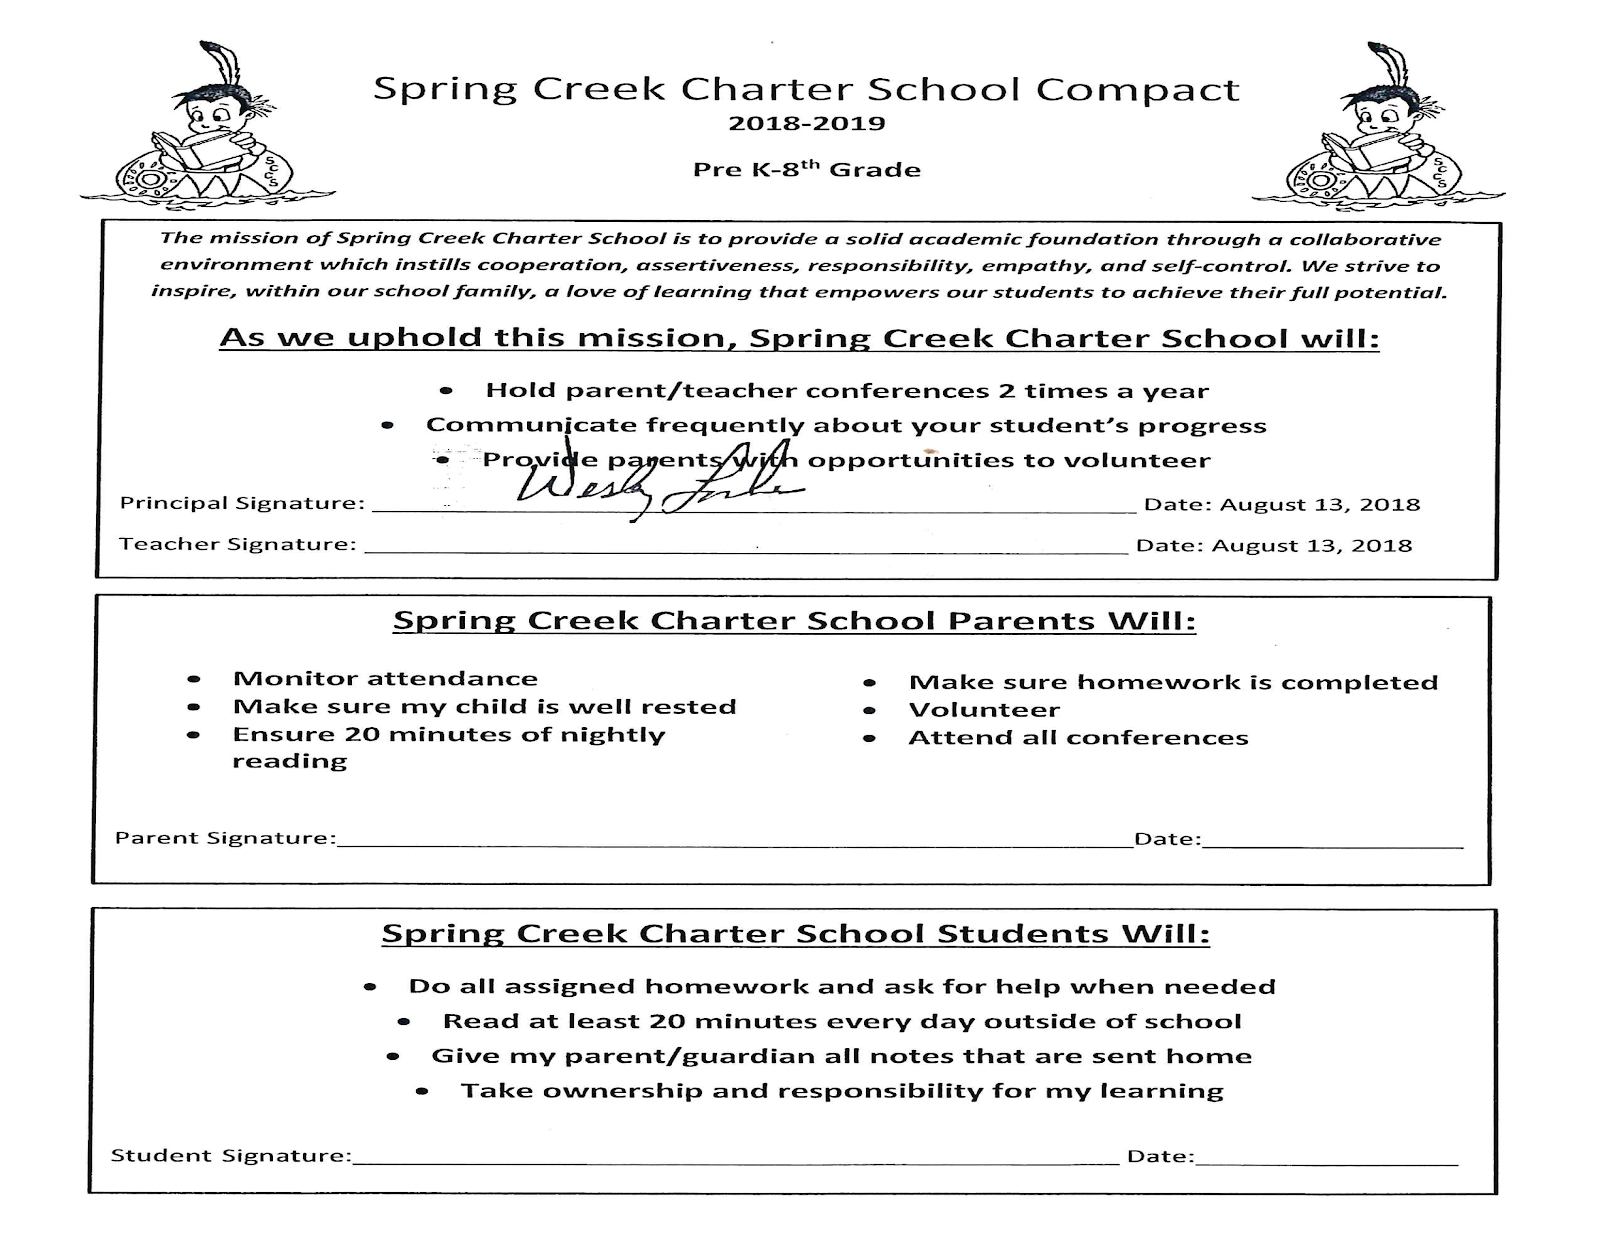 Spring Creek Charter School Compact
2018-2019
Pre K-8th Grade
SCCS
SCCS
The mission of Spring Creek Charter School is to provide a solid academic foundation through a collaborative
environment which instills cooperation, assertiveness, responsibility, empathy, and self-control. We strive to
inspire, within our school family, a love of learning that empowers our students to achieve their full potential.
As we uphold this mission, Spring Creek Charter School will:
• Hold parent/teacher conferences 2 times a year
• Communicate frequently about your student's progress
• Provide parents with opportunities to volunteer
Principal Signature: Wesley Date: August 13, 2018
Teacher Signature: Date: August 13, 2018
Spring Creek Charter School Parents Will:
• Monitor attendance
• Make sure my child is well rested
• Ensure 20 minutes of nightly
reading
• Make sure homework is completed
• Volunteer
• Attend all conferences
Parent Signature: Date:
Spring Creek Charter School Students Will:
• Do all assigned homework and ask for help when needed
• Read at least 20 minutes every day outside of school
• Give my parent/guardian all notes that are sent home
• Take ownership and responsibility for my learning
Student Signature: Date: